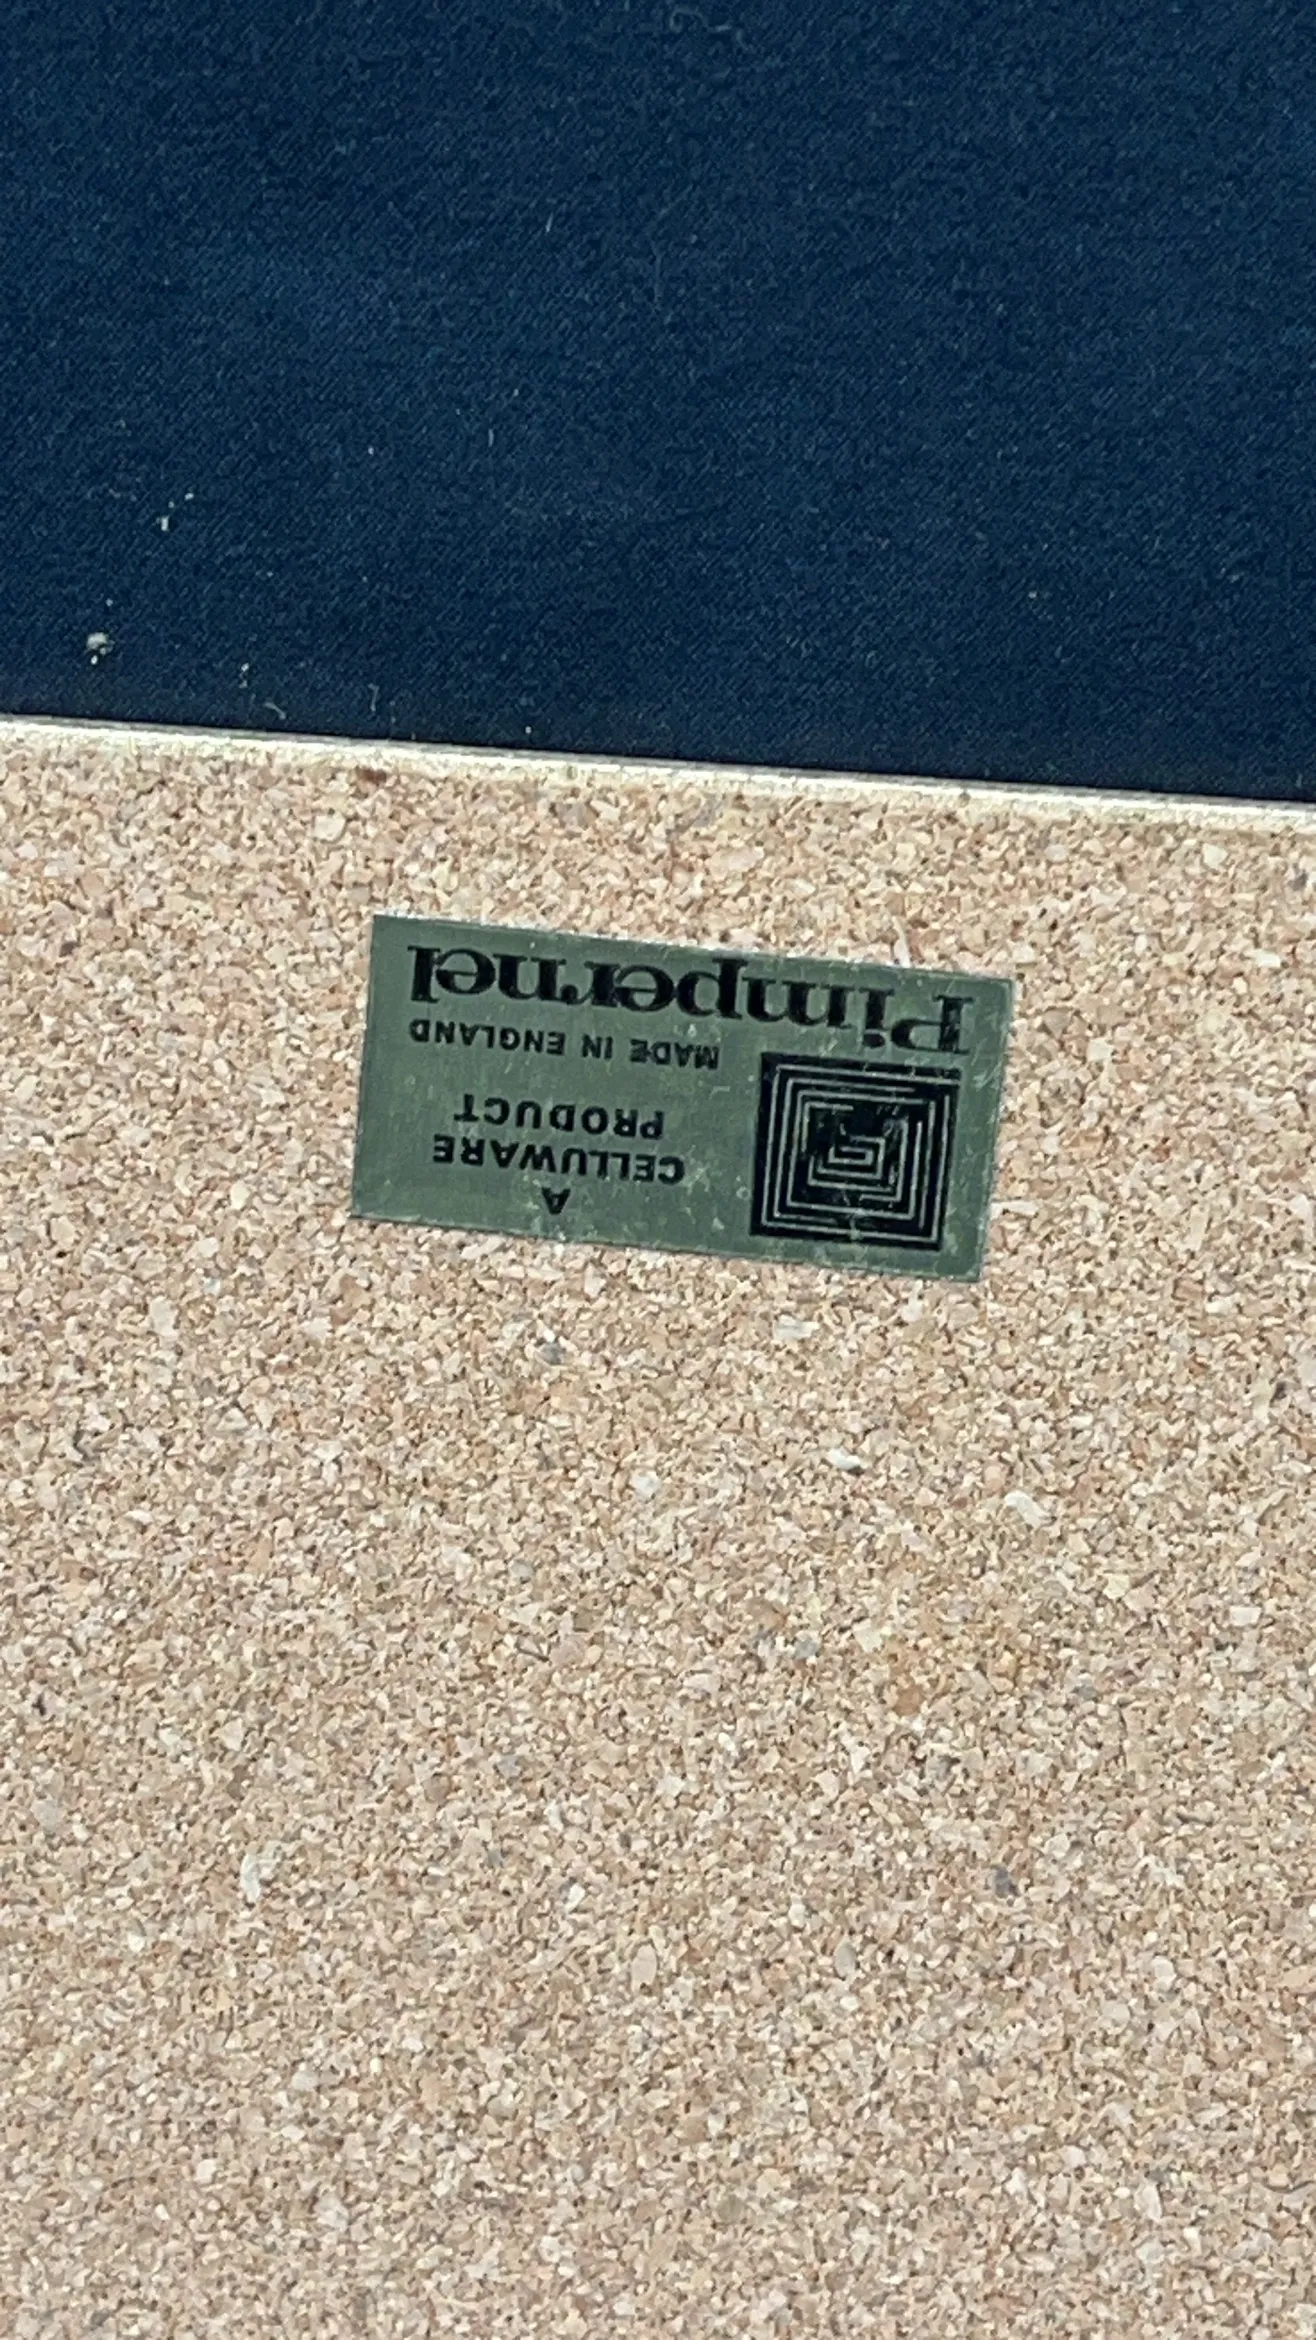 A
CELLUWARE
PRODUCT
MADE IN ENGLAND
Pimpernel